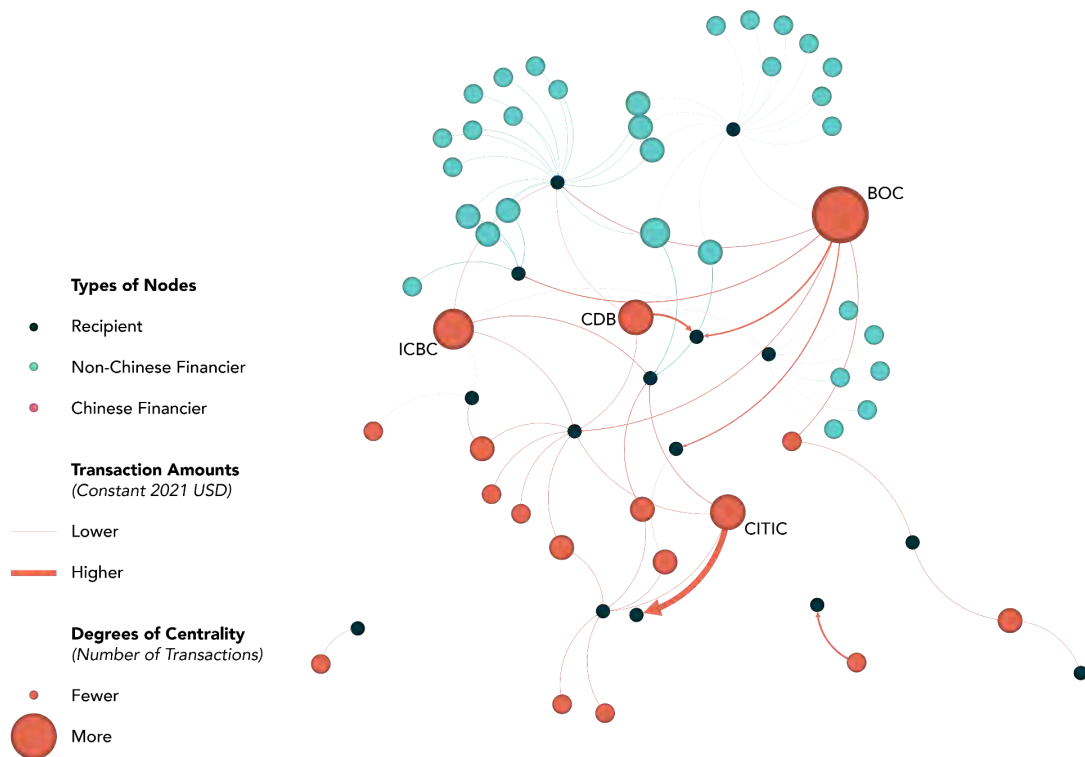 BOC
CDB
ICBC
CITIC
Types of Nodes
Recipient
Non-Chinese Financier
Chinese Financier
Transaction Amounts
(Constant 2021 USD)
Lower
Higher
Degrees of Centrality
(Number of Transactions)
Fewer
More